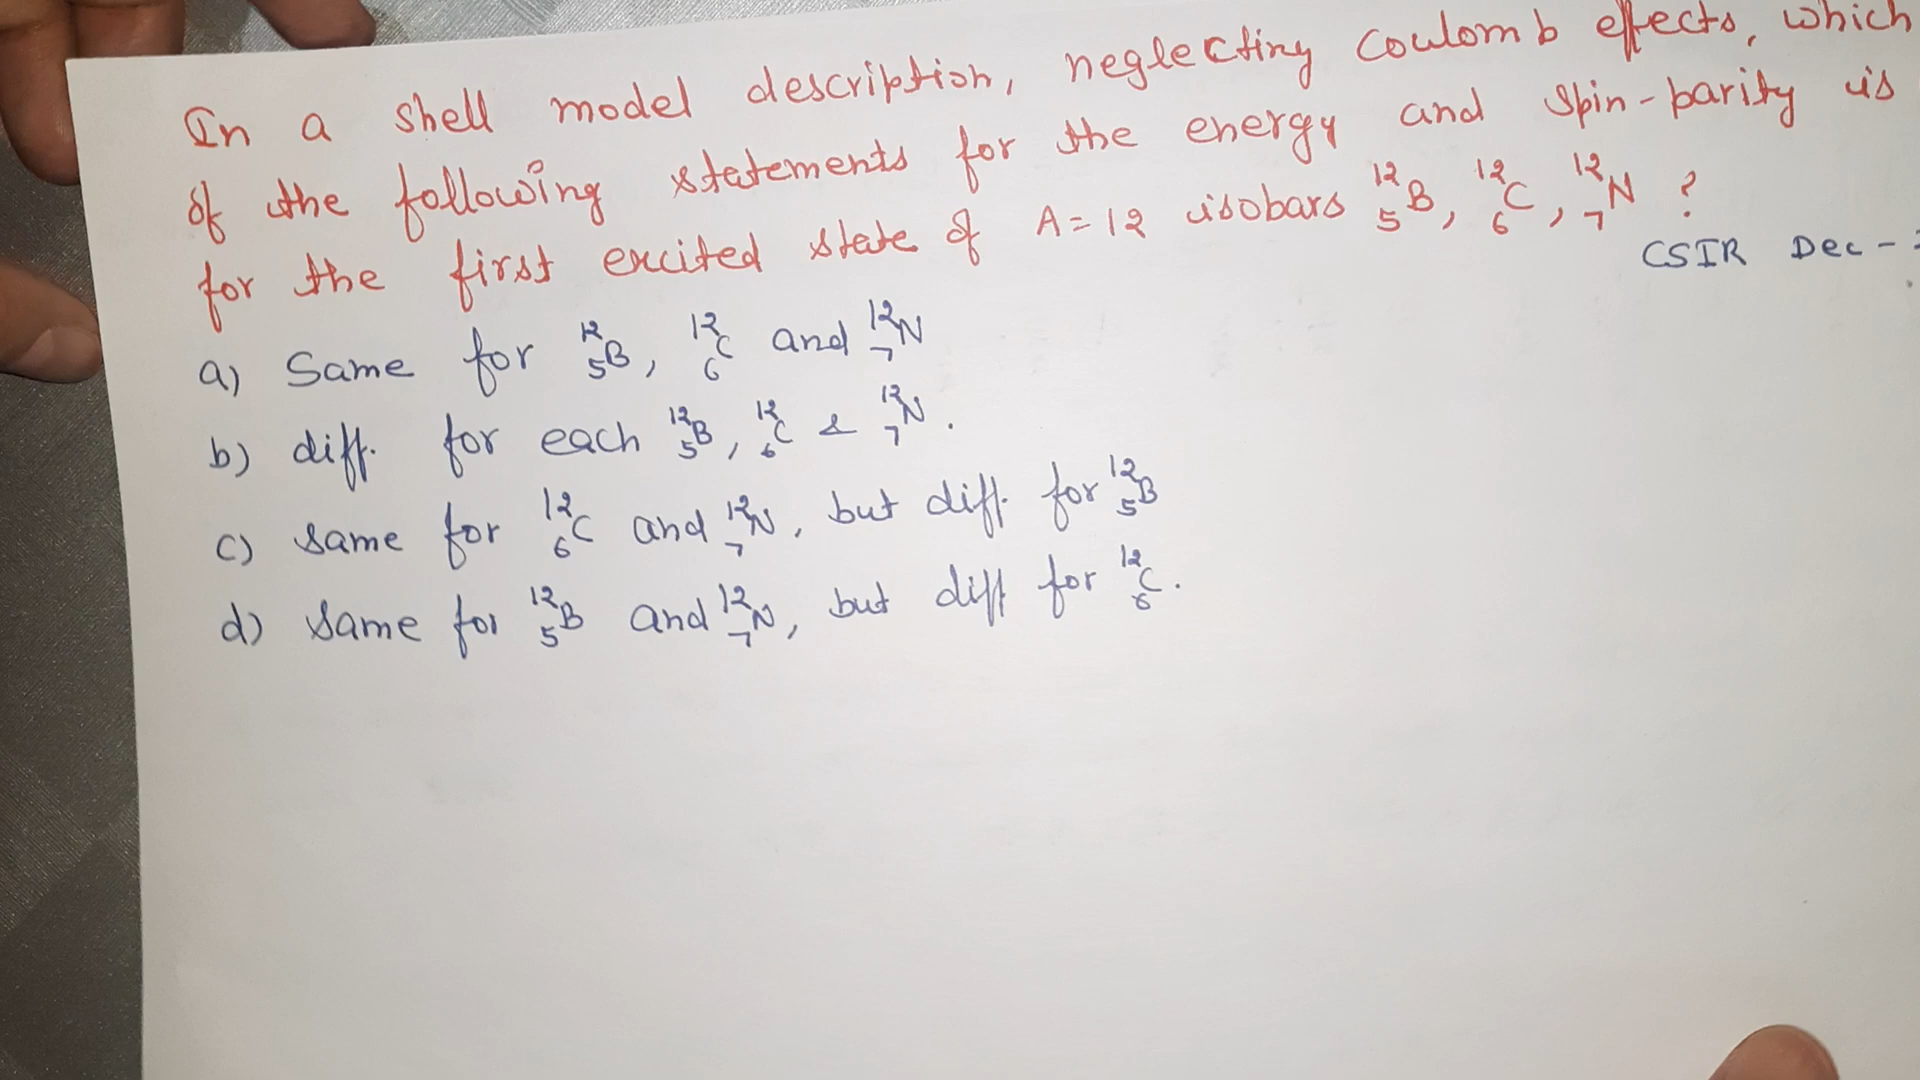 In a shell model description, neglecting Coulomb effects, which
of the following statements for the energy and spin-parity is
for the first excited state of A=12 isobars ¹²₅B, ¹²₆C, ¹²₇N ?
CSIR Dec -
a) Same for ¹²₅B, ¹²₆C and ¹²₇N
b) diff. for each ¹²₅B, ¹²₆C & ¹²₇N.
c) same for ¹²₆C and ¹²₇N, but diff. for ¹²₅B
d) same for ¹²₅B and ¹²₇N, but diff for ¹²₆C.